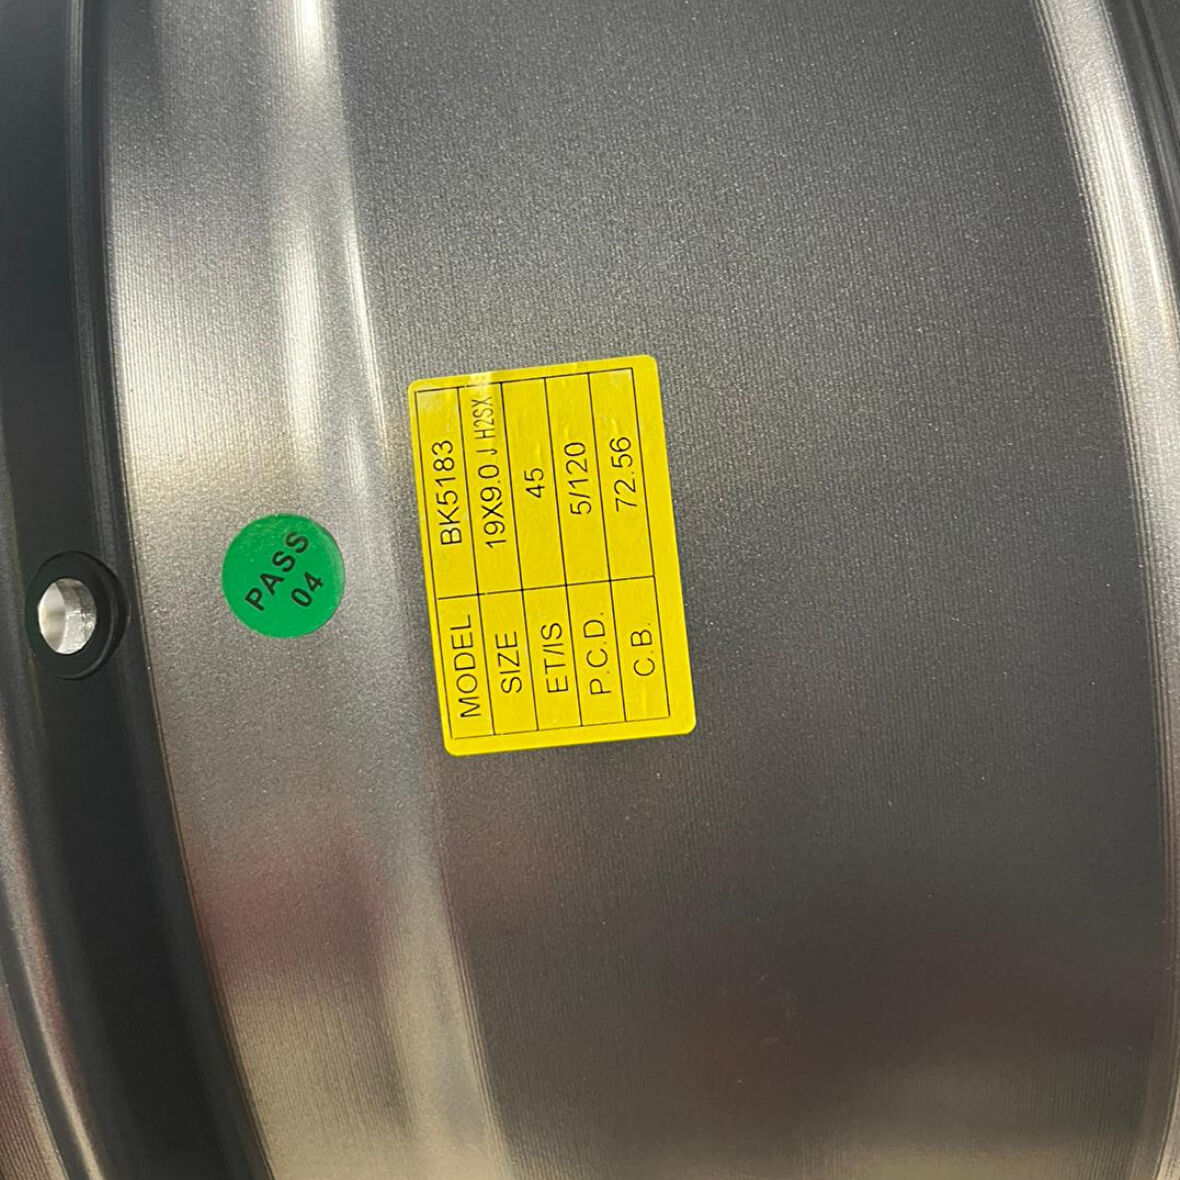 PASS
04
MODEL BK5183
SIZE 19X9.0 J H2SX
ET/IS 45
P.C.D. 5/120
C.B. 72.56